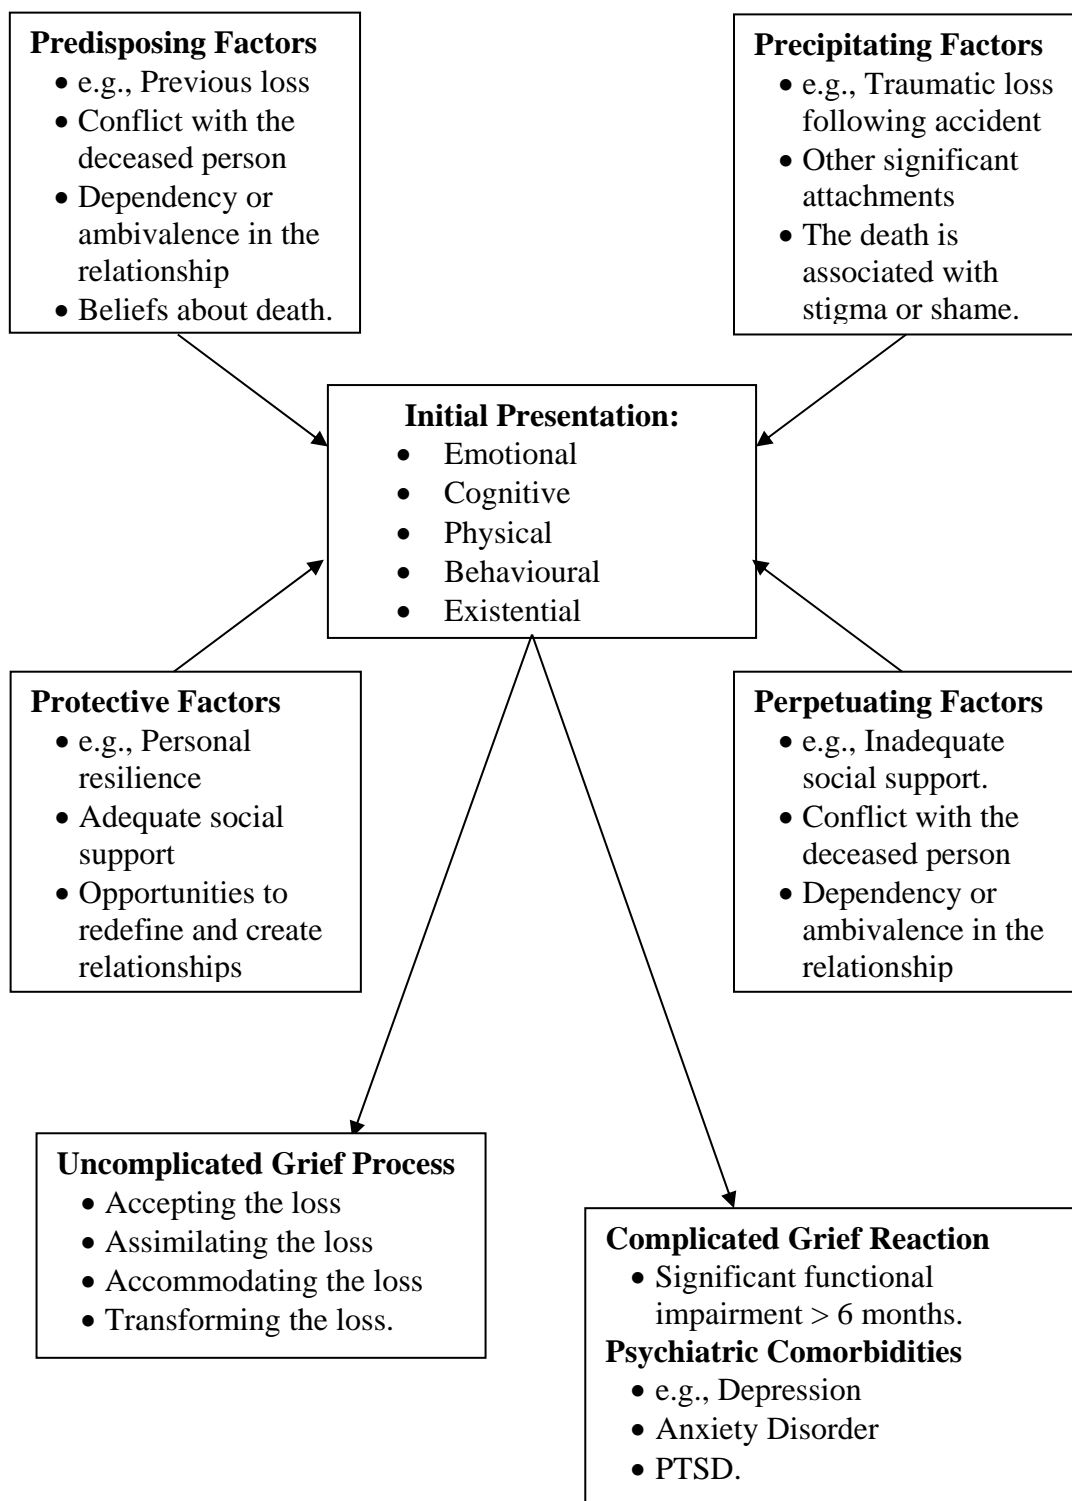 Predisposing Factors
• e.g., Previous loss
• Conflict with the
deceased person
• Dependency or
ambivalence in the
relationship
• Beliefs about death.
Precipitating Factors
• e.g., Traumatic loss
following accident
• Other significant
attachments
• The death is
associated with
stigma or shame.
Initial Presentation:
• Emotional
• Cognitive
• Physical
• Behavioural
• Existential
Protective Factors
• e.g., Personal
resilience
• Adequate social
support
• Opportunities to
redefine and create
relationships
Perpetuating Factors
• e.g., Inadequate
social support.
• Conflict with the
deceased person
• Dependency or
ambivalence in the
relationship
Uncomplicated Grief Process
• Accepting the loss
• Assimilating the loss
• Accommodating the loss
• Transforming the loss.
Complicated Grief Reaction
• Significant functional
impairment > 6 months.
Psychiatric Comorbidities
• e.g., Depression
• Anxiety Disorder
• PTSD.